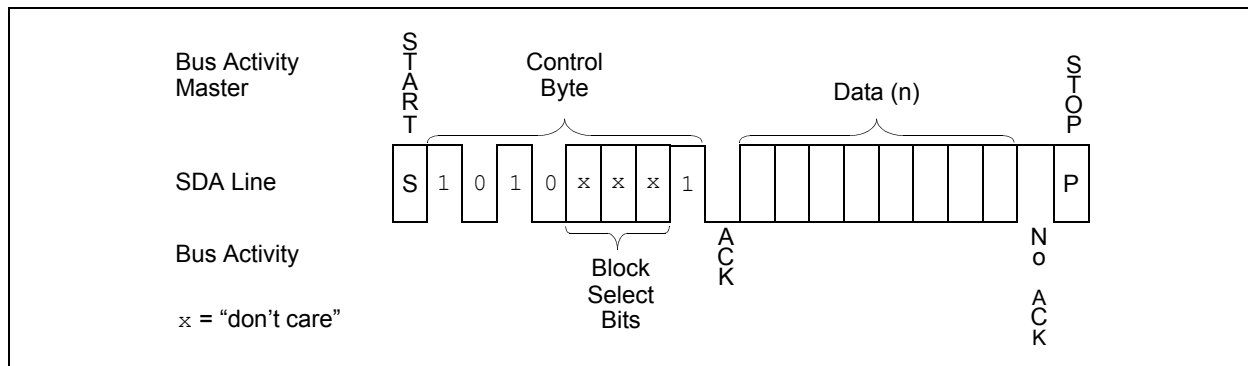 Bus Activity
Master
START
Control
Byte
Data (n)
STOP
SDA Line
S 1 0 1 0 x x x 1 P
Bus Activity
ACK
No ACK
Block
Select
Bits
x = “don’t care”